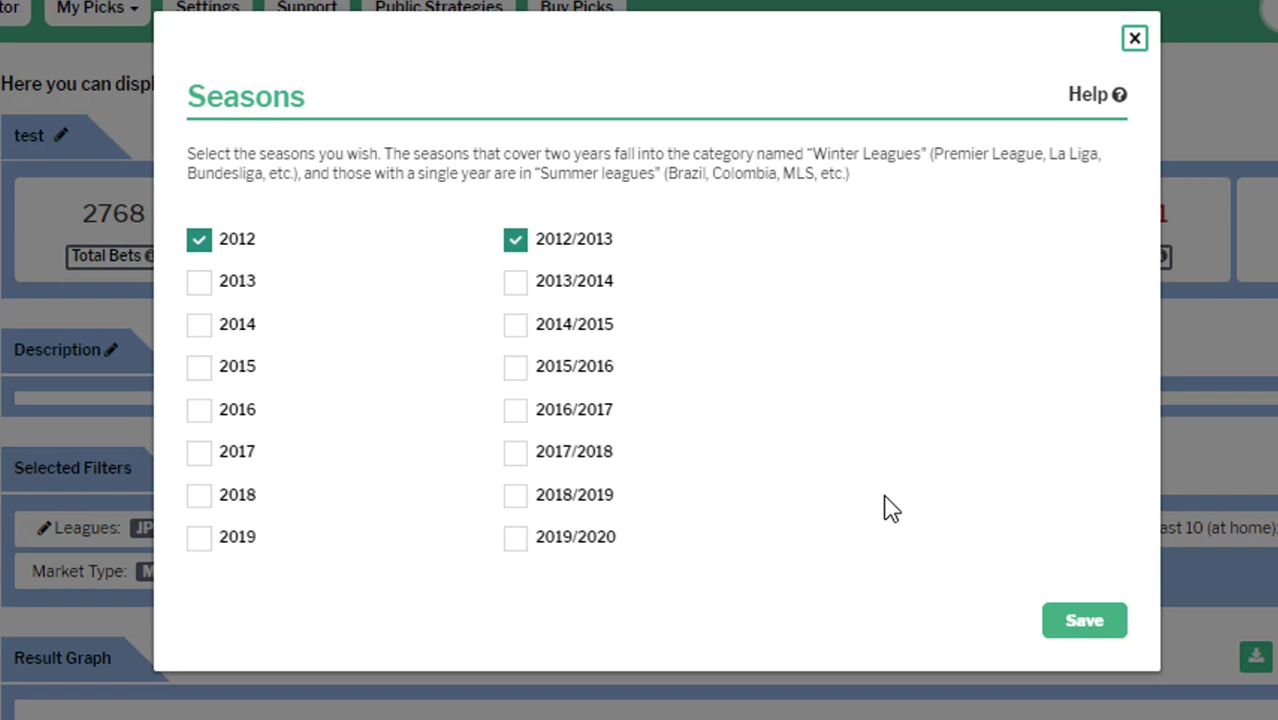 My Picks
Settings
Support
Public Strategies
Buy Picks
Here you can
test
2768
Total Bets
Description
Selected Filters
Leagues: JP
Market Type: M
Result Graph
Seasons
Help
Select the seasons you wish. The seasons that cover two years fall into the category named “Winter Leagues” (Premier League, La Liga,
Bundesliga, etc.), and those with a single year are in “Summer leagues” (Brazil, Colombia, MLS, etc.)
2012
2012/2013
2013
2013/2014
2014
2014/2015
2015
2015/2016
2016
2016/2017
2017
2017/2018
2018
2018/2019
2019
2019/2020
Save
1
ast 10 (at home):